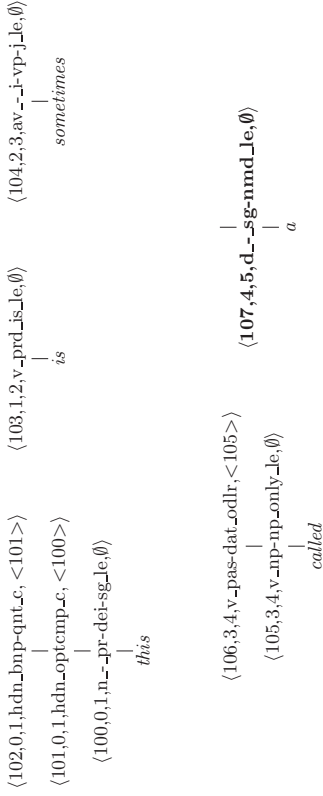 ⟨102,0,1,hdn_bnp-qnt_c, <101>⟩
⟨101,0,1,hdn_optcmp_c, <100>⟩
⟨100,0,1,n_-_pr-dei-sg_le,∅⟩
this
⟨103,1,2,v_prd_is_le,∅⟩
is
⟨104,2,3,av_-_i-vp-j_le,∅⟩
sometimes
⟨106,3,4,v_pas-dat_odlr,<105>⟩
⟨105,3,4,v_np-np_only_le,∅⟩
called
⟨107,4,5,d_-_sg-nmd_le,∅⟩
a